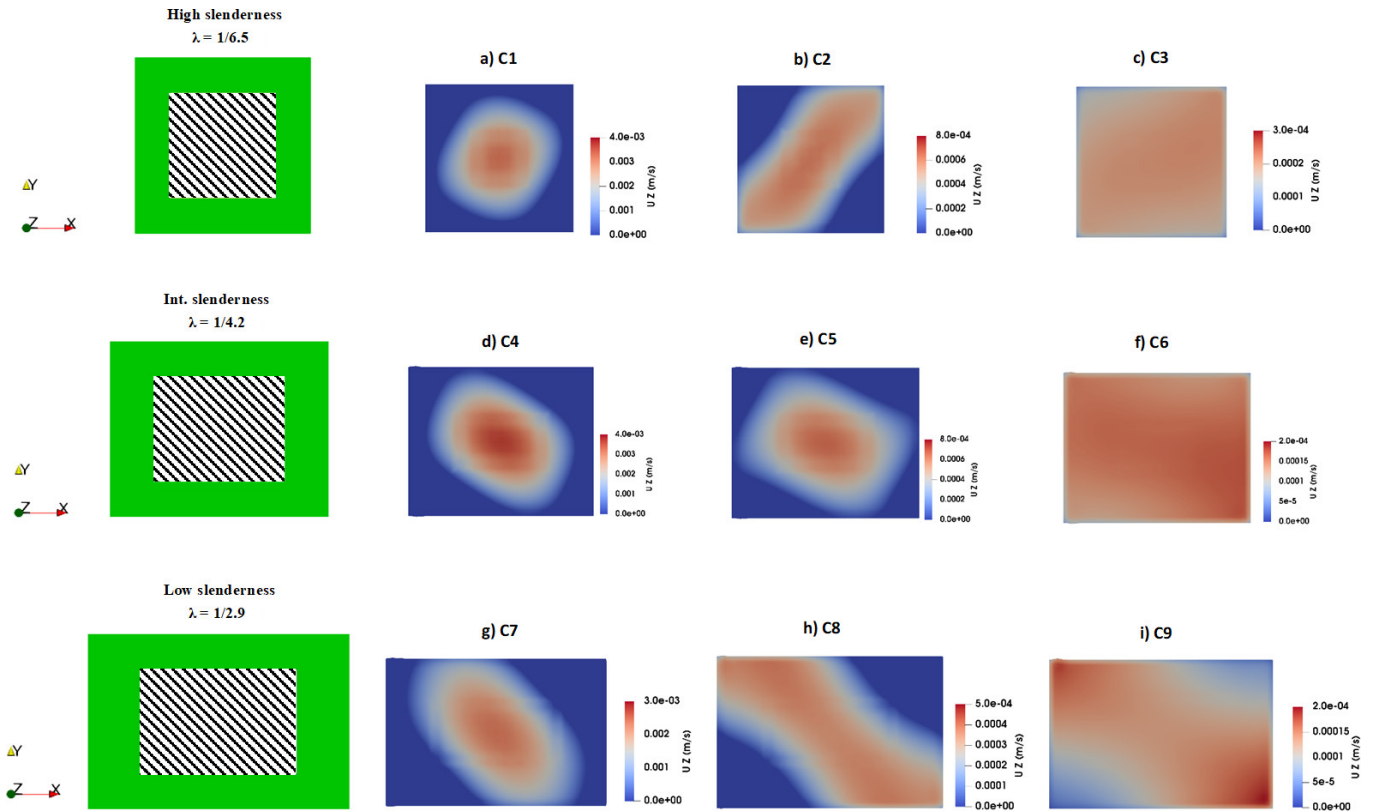 High slenderness
λ = 1/6.5
a) C1
b) C2
c) C3
4.0e-03
0.003
0.002
0.001
0.0e+00
U Z (m/s)
8.0e-04
0.0006
0.0004
0.0002
0.0e+00
U Z (m/s)
3.0e-04
0.0002
0.0001
0.0e+00
U Z (m/s)
Y
Z
X
Int. slenderness
λ = 1/4.2
d) C4
e) C5
f) C6
4.0e-03
0.003
0.002
0.001
0.0e+00
U Z (m/s)
8.0e-04
0.0006
0.0004
0.0002
0.0e+00
U Z (m/s)
2.0e-04
0.00015
0.0001
5e-5
0.0e+00
U Z (m/s)
Y
Z
X
Low slenderness
λ = 1/2.9
g) C7
h) C8
i) C9
3.0e-03
0.002
0.001
0.0e+00
U Z (m/s)
5.0e-04
0.0004
0.0003
0.0002
0.0001
0.0e+00
U Z (m/s)
2.0e-04
0.00015
0.0001
5e-5
0.0e+00
U Z (m/s)
Y
Z
X